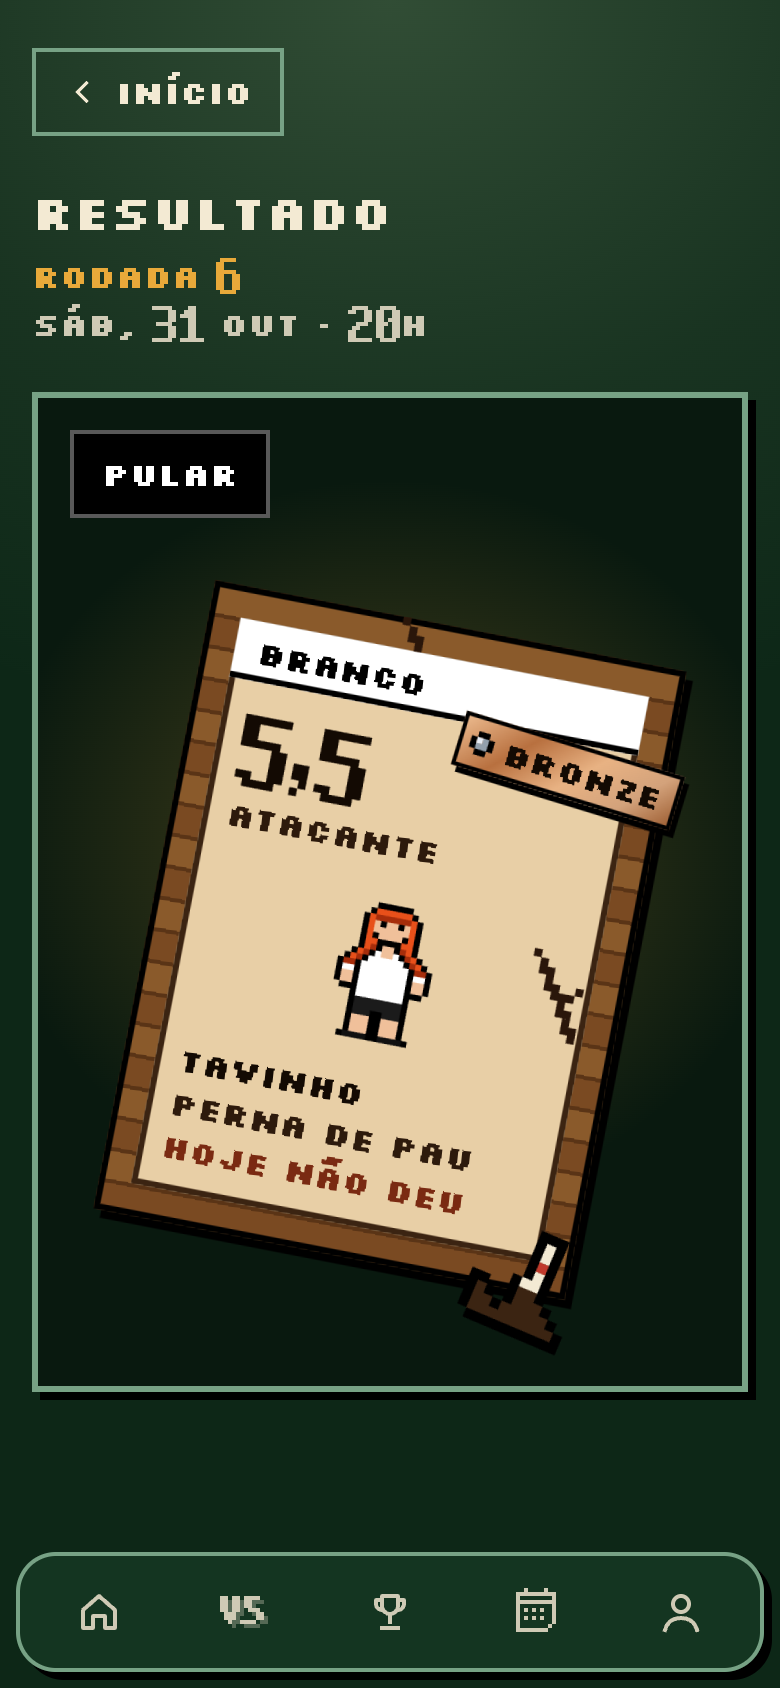 INÍCIO
RESULTADO
RODADA 6
SÁB, 31 OUT · 20H
PULAR
BRANCO
BRONZE
5,5
ATACANTE
TAVINHO
PERNA DE PAU
HOJE NÃO DEU
VS